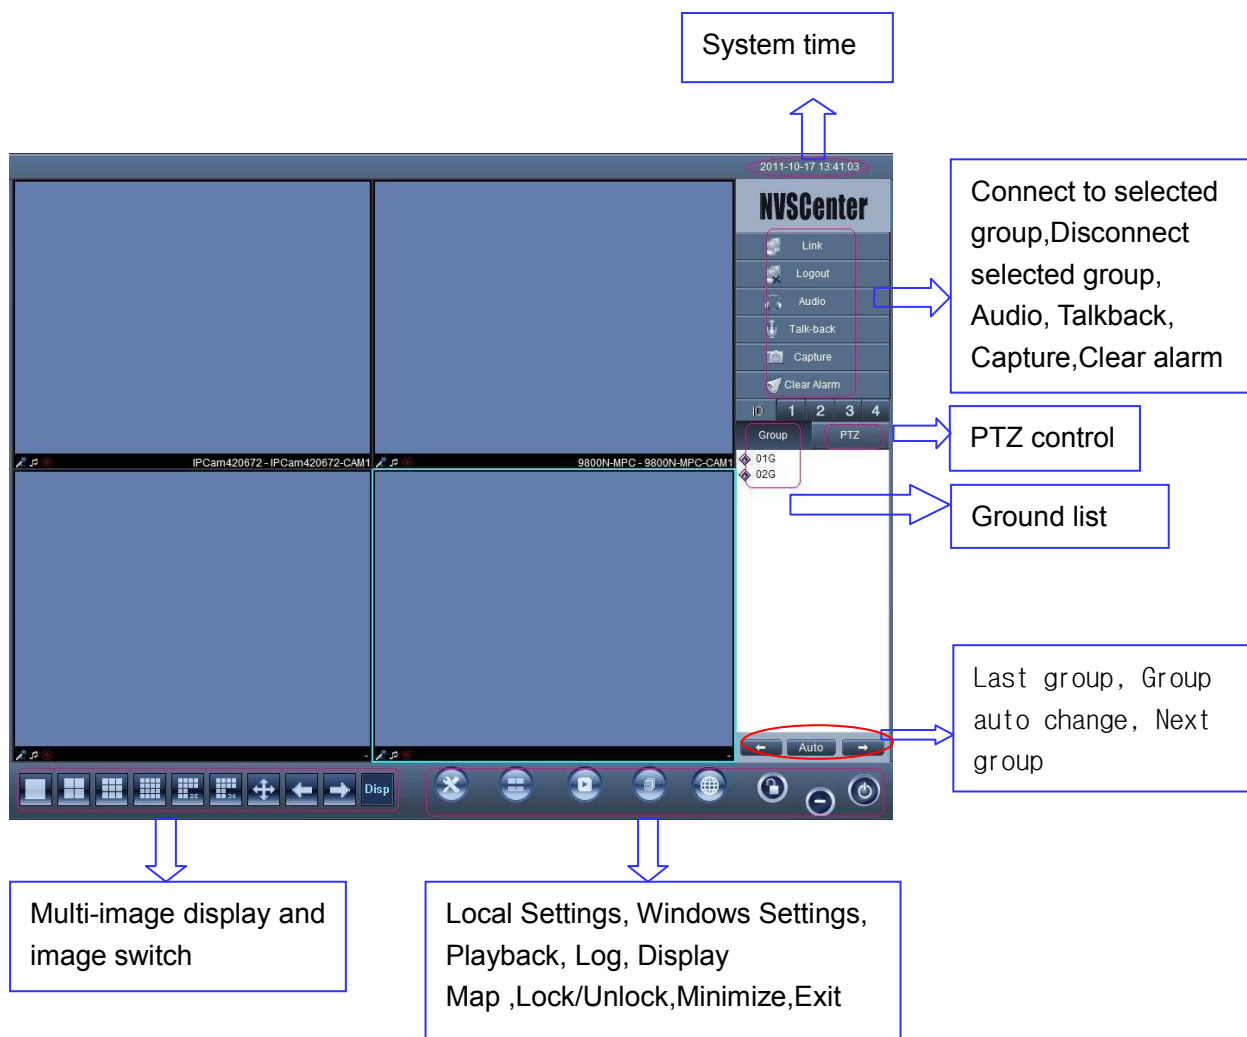 System time
2011-10-17 13:41:03
NVSCenter
Link
Logout
Audio
Talk-back
Capture
Clear Alarm
ID 1 2 3 4
Group PTZ
01G
02G
Connect to selected
group,Disconnect
selected group,
Audio, Talkback,
Capture,Clear alarm
PTZ control
Ground list
IPCam420672 - IPCam420672-CAM1
9800N-MPC - 9800N-MPC-CAM1
-
-
Auto
Last group, Group
auto change, Next
group
25
Disp
Multi-image display and
image switch
Local Settings, Windows Settings,
Playback, Log, Display
Map ,Lock/Unlock,Minimize,Exit